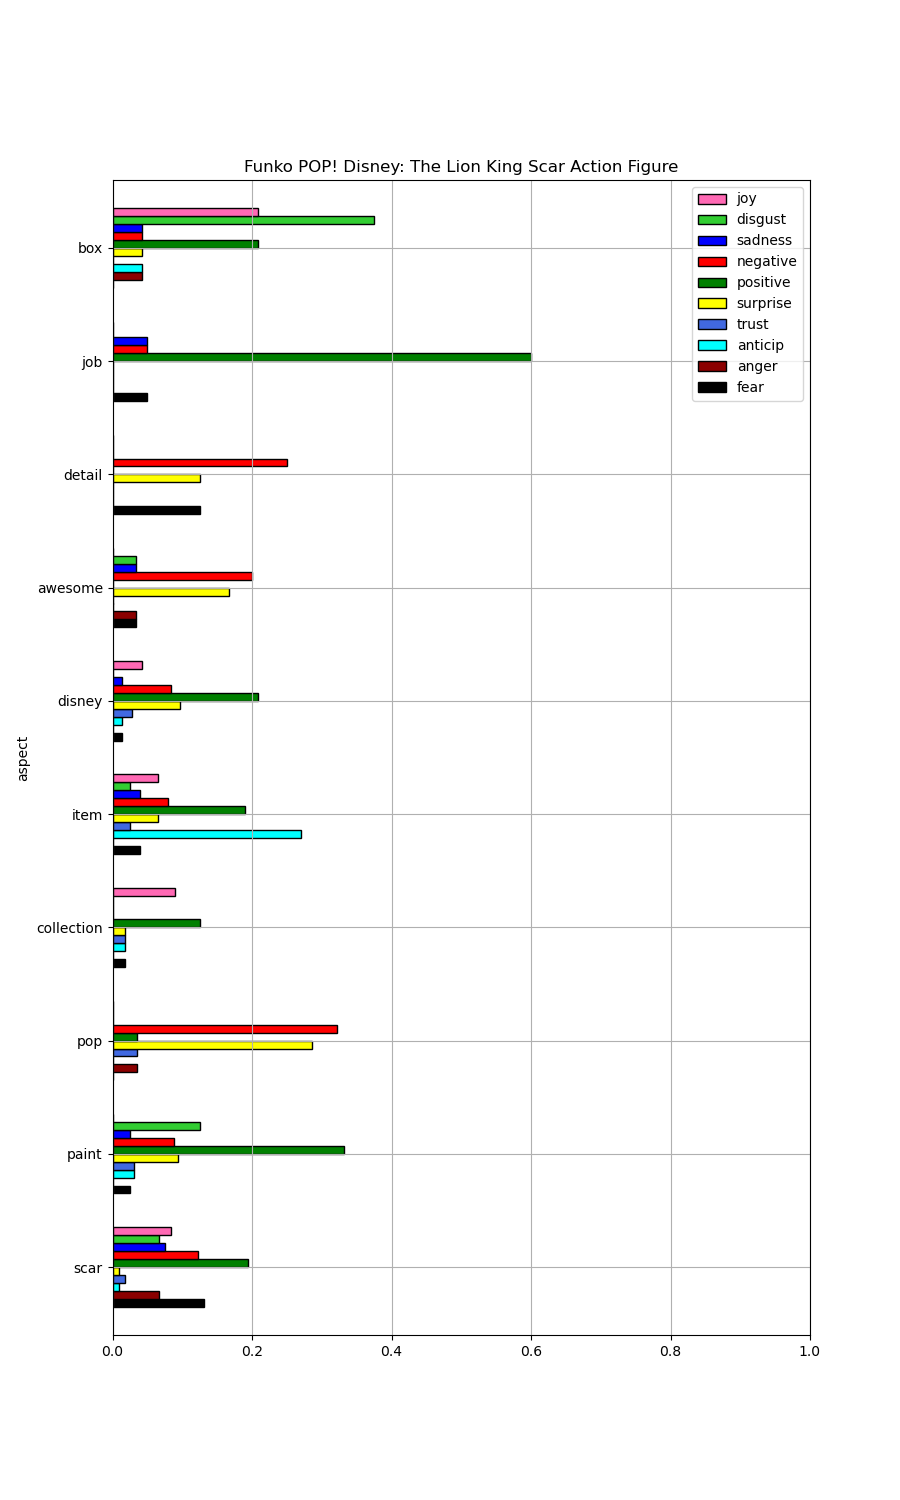 Funko POP! Disney: The Lion King Scar Action Figure
joy
disgust
sadness
negative
positive
surprise
trust
anticip
anger
fear
box
job
detail
awesome
disney
item
collection
pop
paint
scar
aspect
0.0 0.2 0.4 0.6 0.8 1.0